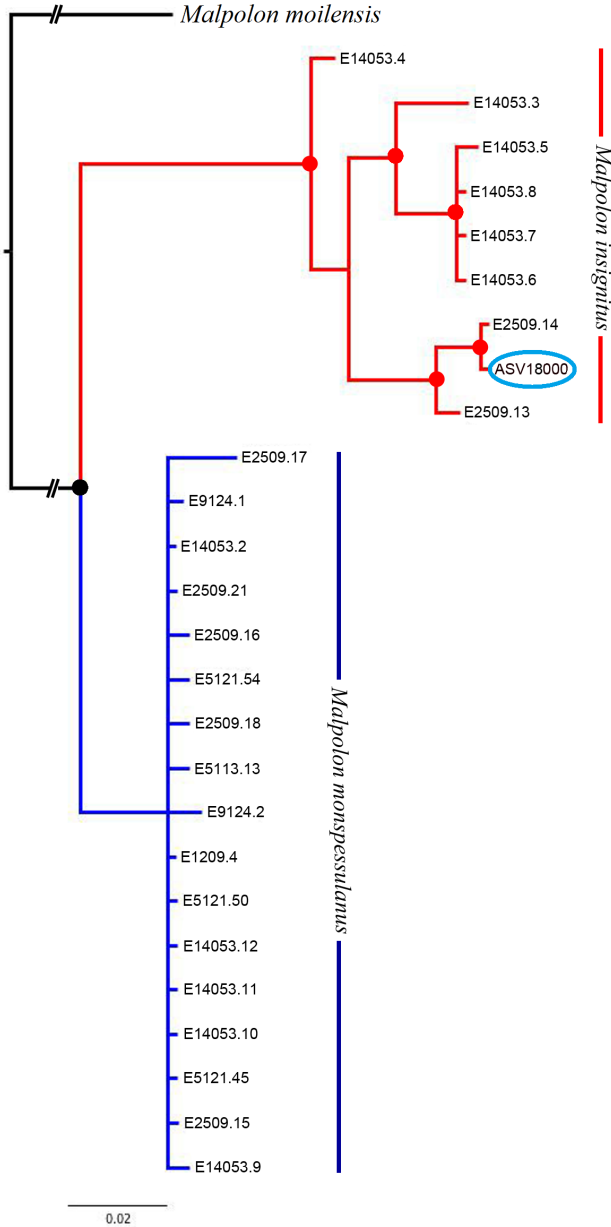 Malpolon moilensis
E14053.4
E14053.3
E14053.5
E14053.8
E14053.7
E14053.6
E2509.14
ASV18000
E2509.13
Malpolon insignitus
E2509.17
E9124.1
E14053.2
E2509.21
E2509.16
E5121.54
E2509.18
E5113.13
E9124.2
E1209.4
E5121.50
E14053.12
E14053.11
E14053.10
E5121.45
E2509.15
E14053.9
Malpolon monspessulanus
0.02